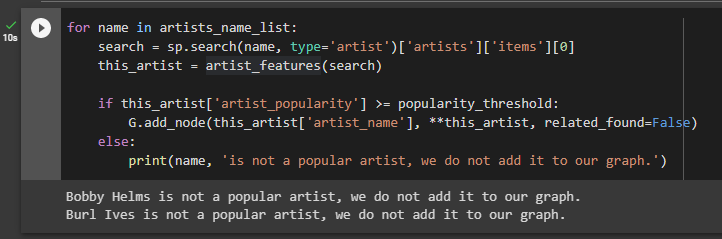 for name in artists_name_list:
10s
    search = sp.search(name, type='artist')['artists']['items'][0]
    this_artist = artist_features(search)
    if this_artist['artist_popularity'] >= popularity_threshold:
        G.add_node(this_artist['artist_name'], **this_artist, related_found=False)
    else:
        print(name, 'is not a popular artist, we do not add it to our graph.')
Bobby Helms is not a popular artist, we do not add it to our graph.
Burl Ives is not a popular artist, we do not add it to our graph.